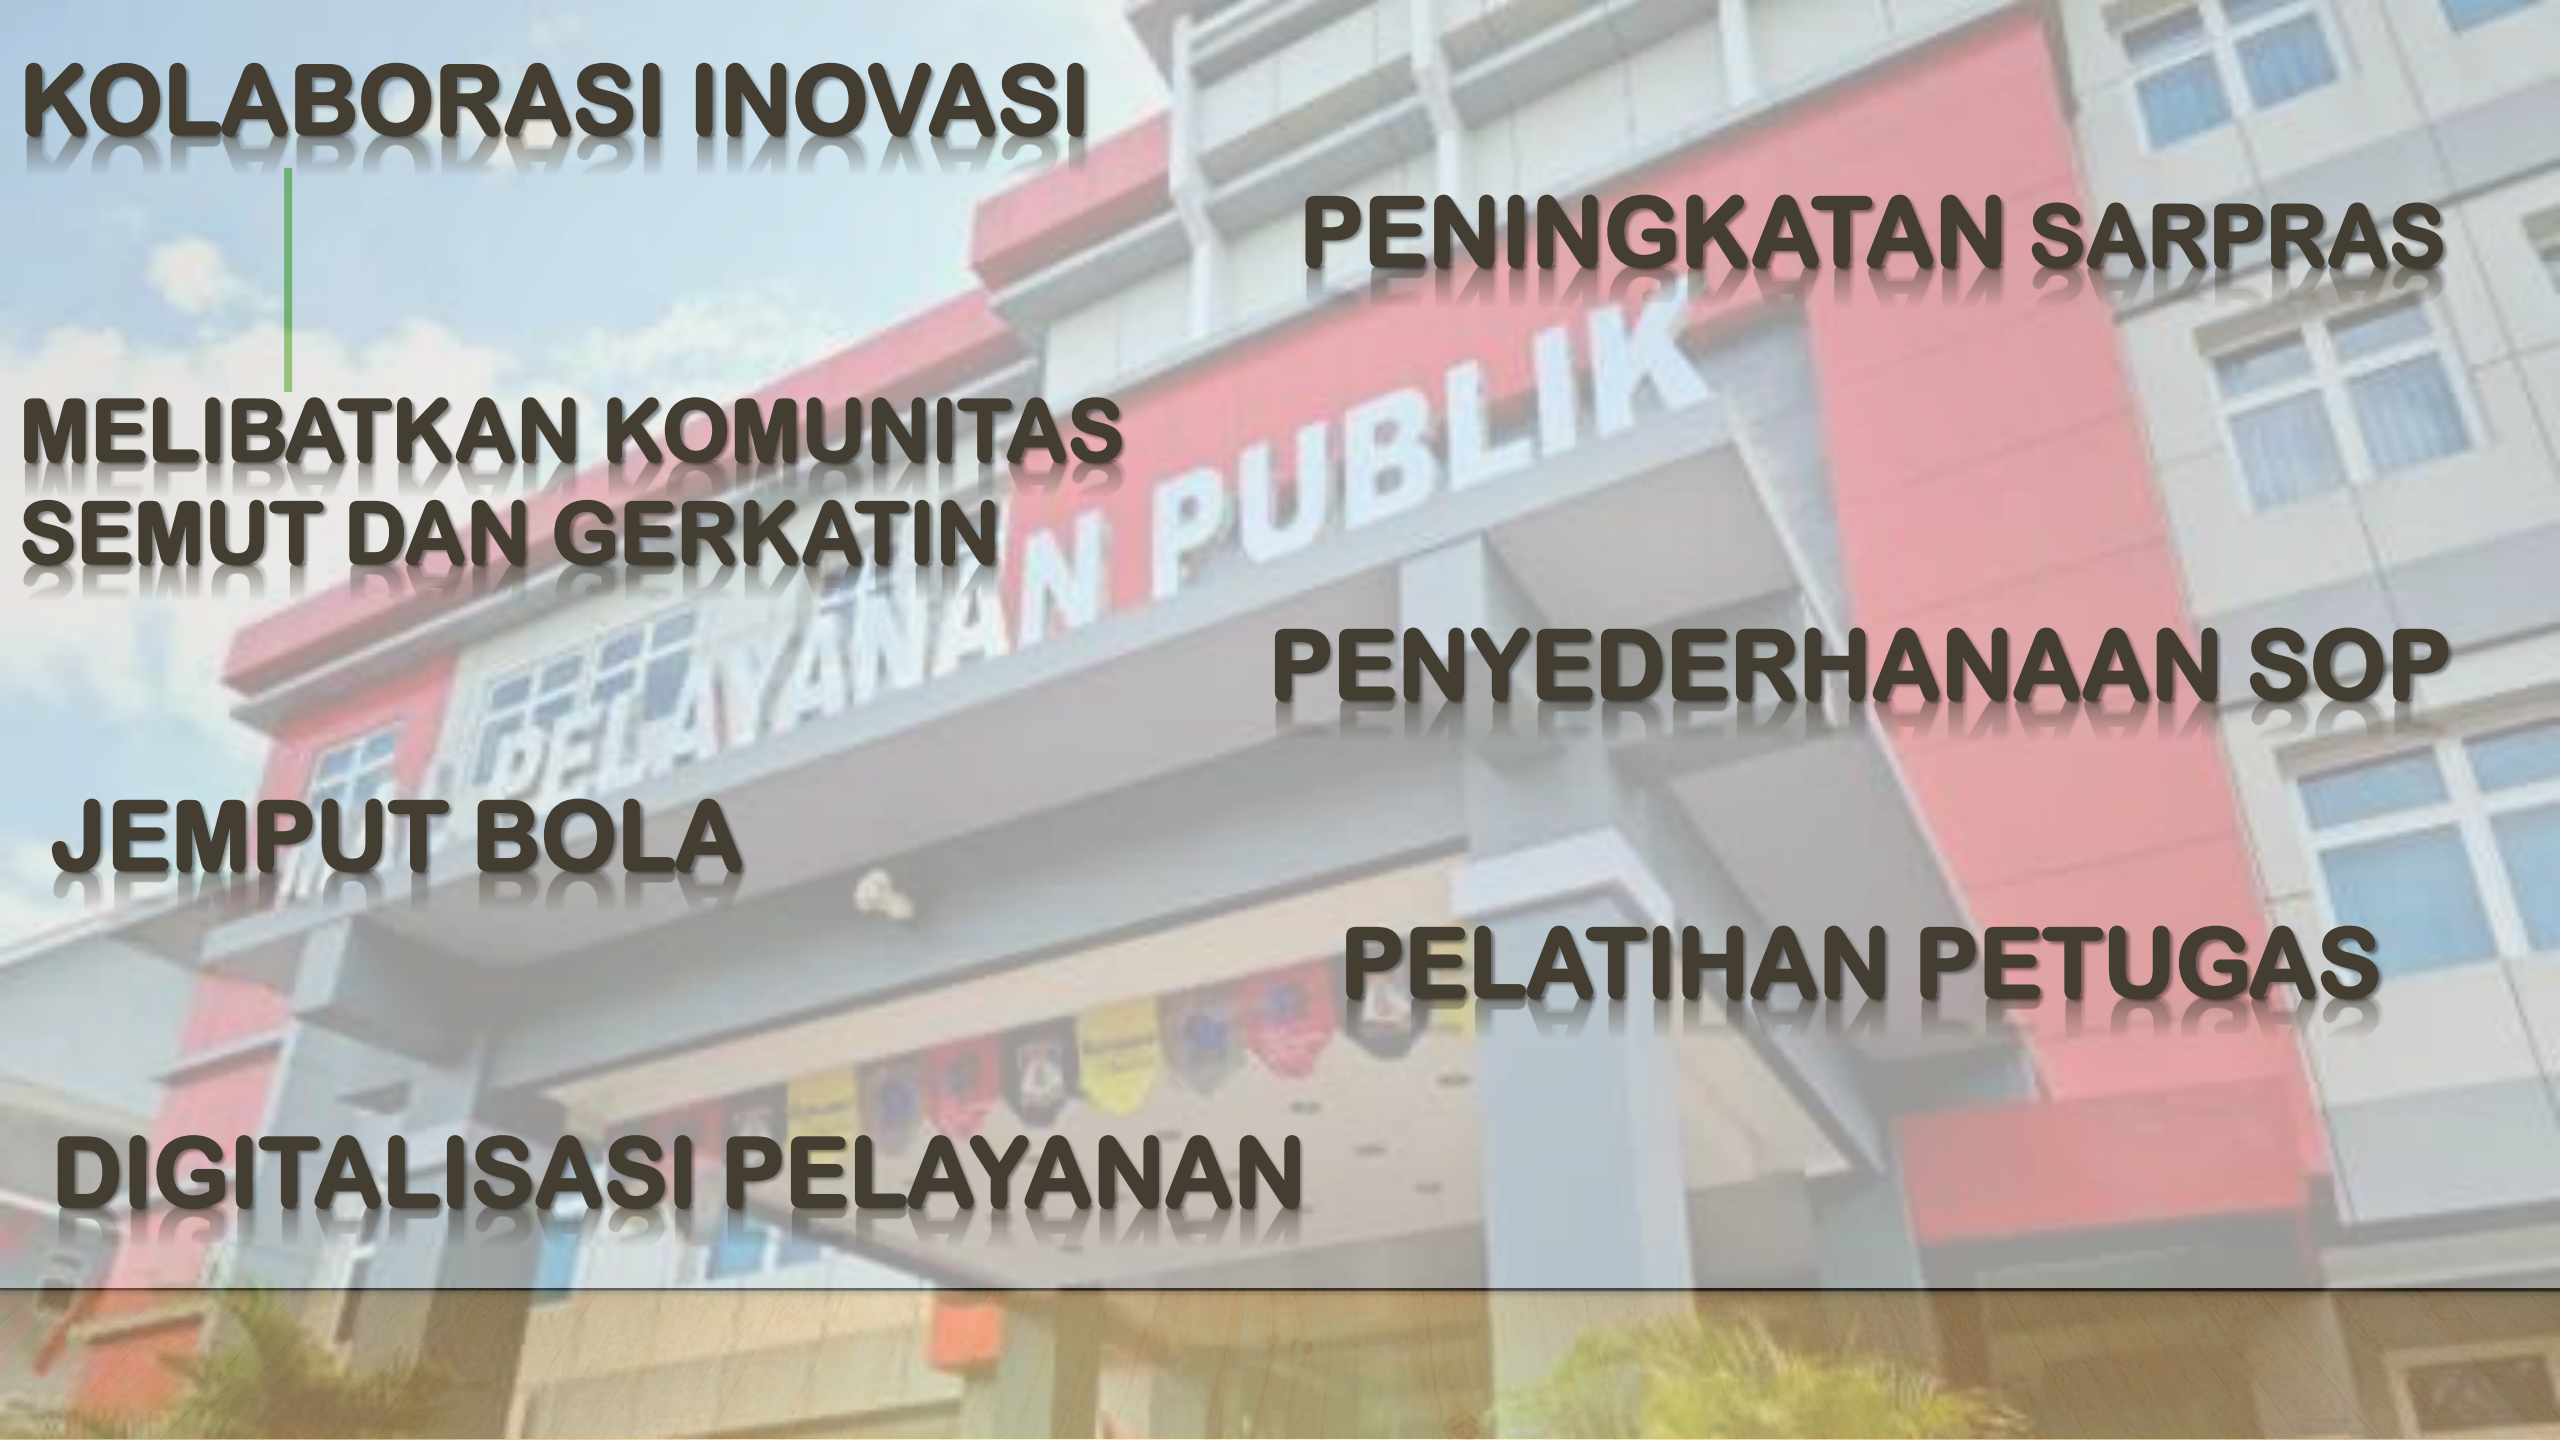 KOLABORASI INOVASI
PENINGKATAN SARPRAS
MELIBATKAN KOMUNITAS
SEMUT DAN GERKATIN
PELAYANAN PUBLIK
PENYEDERHANAAN SOP
JEMPUT BOLA
PELATIHAN PETUGAS
DIGITALISASI PELAYANAN